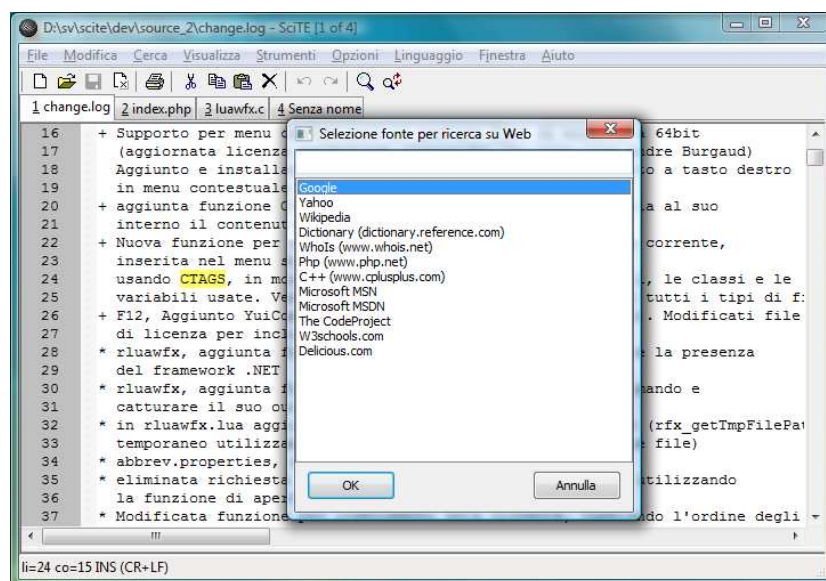 D:\sv\scite\dev\source_2\change.log - SciTE [1 of 4]
File Modifica Cerca Visualizza Strumenti Opzioni Linguaggio Finestra Aiuto
1 change.log 2 index.php 3 luawfx.c 4 Senza nome
Selezione fonte per ricerca su Web
Google
Yahoo
Wikipedia
Dictionary (dictionary.reference.com)
WhoIs (www.whois.net)
Php (www.php.net)
C++ (www.cplusplus.com)
Microsoft MSN
Microsoft MSDN
The CodeProject
W3schools.com
Delicious.com
OK Annulla
16 + Supporto per menu 64bit
17 (aggiornata licenza dre Burgaud)
18 Aggiunto e installa o a tasto destro
19 in menu contestuale
20 + aggiunta funzione a al suo
21 interno il contenut
22 + Nuova funzione per corrente,
23 inserita nel menu s
24 usando CTAGS, in mo , le classi e le
25 variabili usate. Ve tutti i tipi di f
26 + F12, Aggiunto YuiCo . Modificati file
27 di licenza per incl
28 * rluawfx, aggiunta f la presenza
29 del framework .NET
30 * rluawfx, aggiunta f ando e
31 catturare il suo ou
32 * in rluawfx.lua aggi (rfx_getTmpFilePat
33 temporaneo utilizza file)
34 * abbrev.properties,
35 * eliminata richiesta tilizzando
36 la funzione di aper
37 * Modificata funzione ndo l'ordine degli
li=24 co=15 INS (CR+LF)